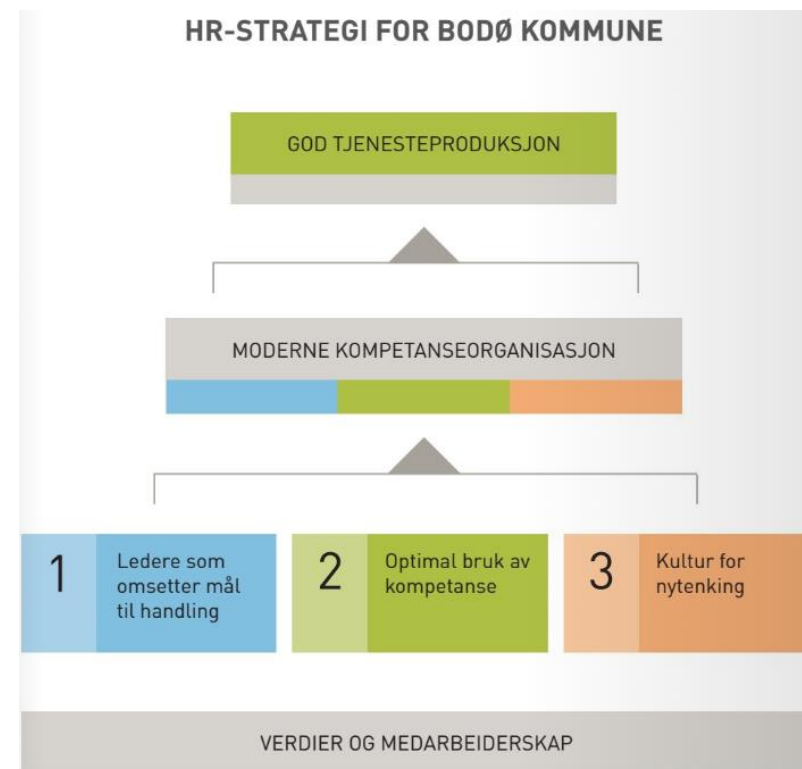 HR-STRATEGI FOR BODØ KOMMUNE
GOD TJENESTEPRODUKSJON
MODERNE KOMPETANSEORGANISASJON
1
Ledere som
omsetter mål
til handling
2
Optimal bruk av
kompetanse
3
Kultur for
nytenking
VERDIER OG MEDARBEIDERSKAP